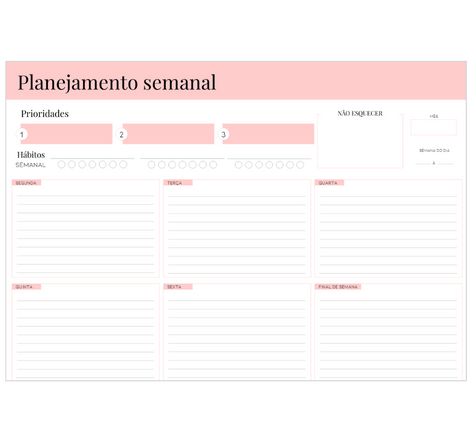 Planejamento semanal
Prioridades
NÃO ESQUECER
MÊS
1
2
3
SEMANA DO DIA
A
Hábitos
SEMANAL
SEGUNDA
TERÇA
QUARTA
QUINTA
SEXTA
FINAL DE SEMANA